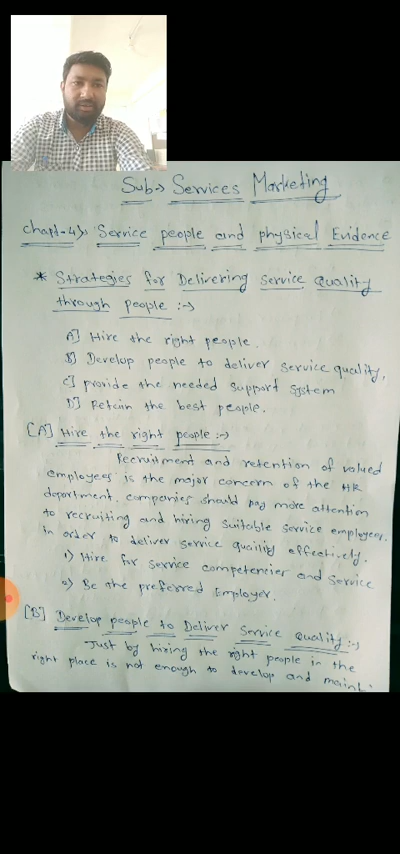 Sub → Services Marketing
Chapt-4) :- Service people and physical Evidence
* Strategies for Delivering Service Quality
through people :→
A] Hire the right people.
B] Develop people to deliver service quality.
C] provide the needed support system
D] Retain the best people.
[A] Hire the right people :→
Recruitment and retention of valued
employees is the major concern of the HR
department. companies should pay more attention
to recruiting and hiring suitable service employees.
in order to deliver service quality effectively.
1) Hire for service competencies and service
b) Be the preferred Employer.
[B] Develop people to Deliver Service Quality :→
Just by hiring the right people in the
right place is not enough to develop and